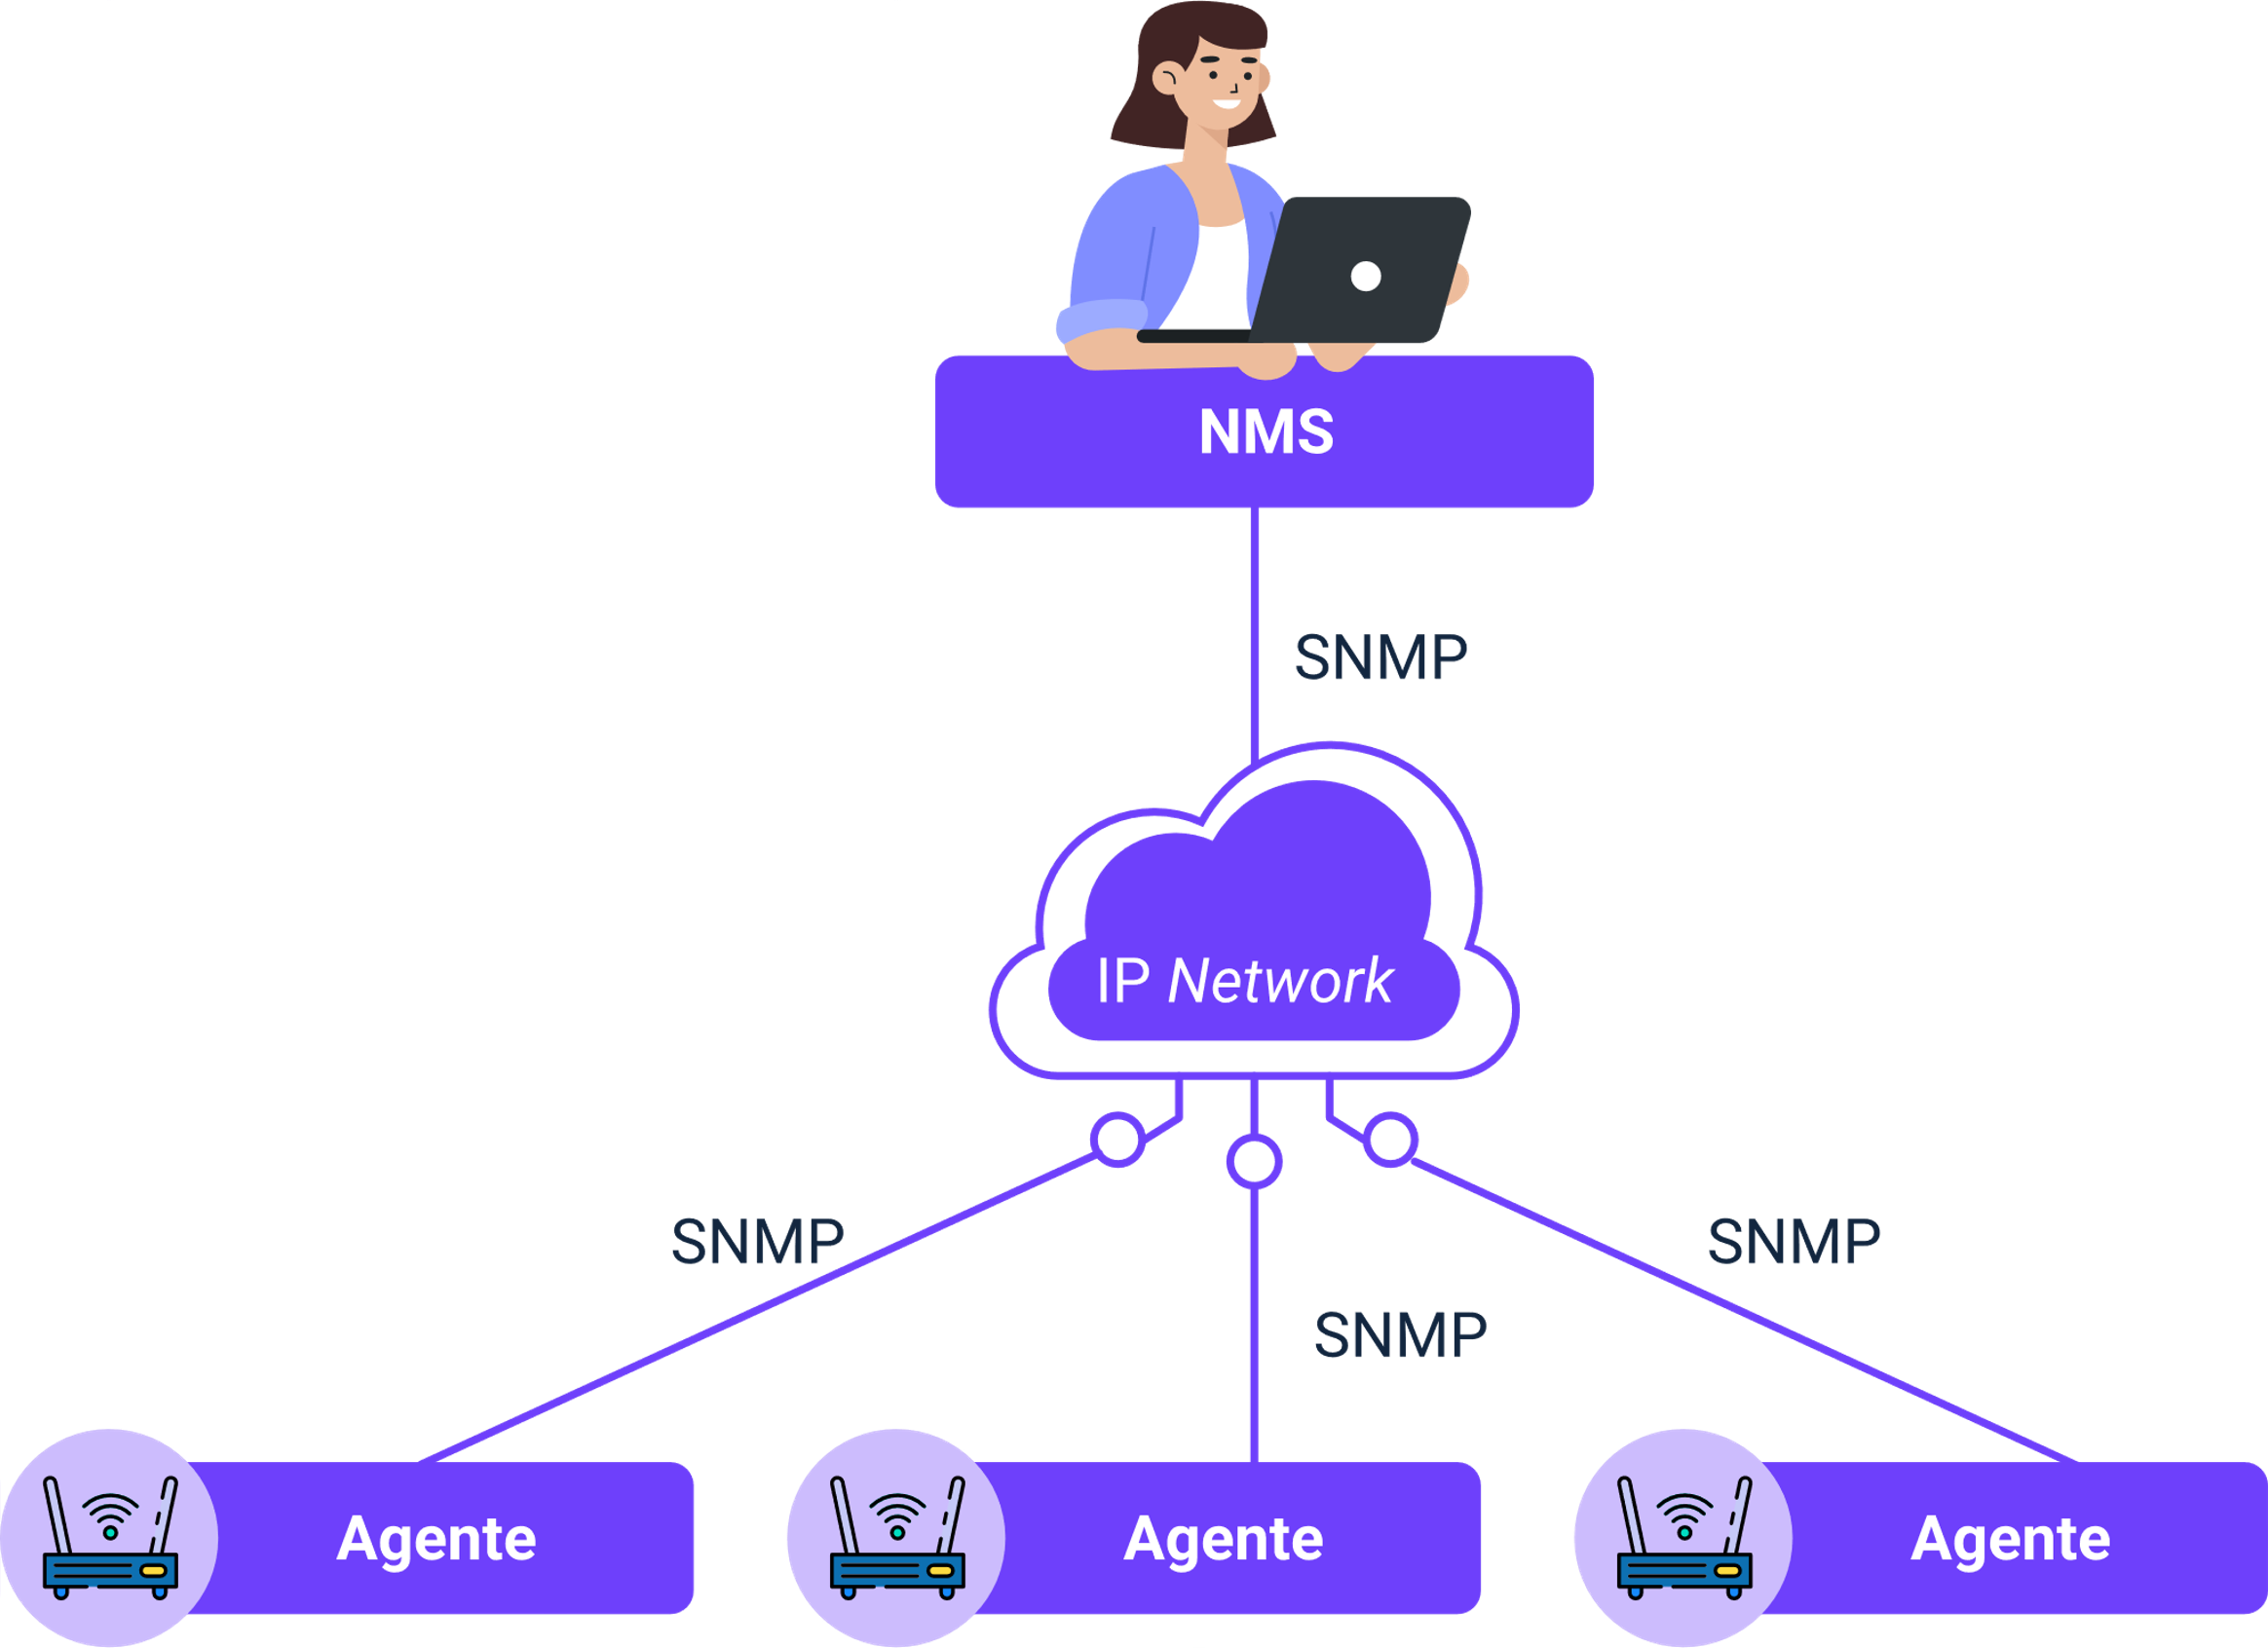 NMS
SNMP
IP Network
SNMP
SNMP
SNMP
Agente
Agente
Agente